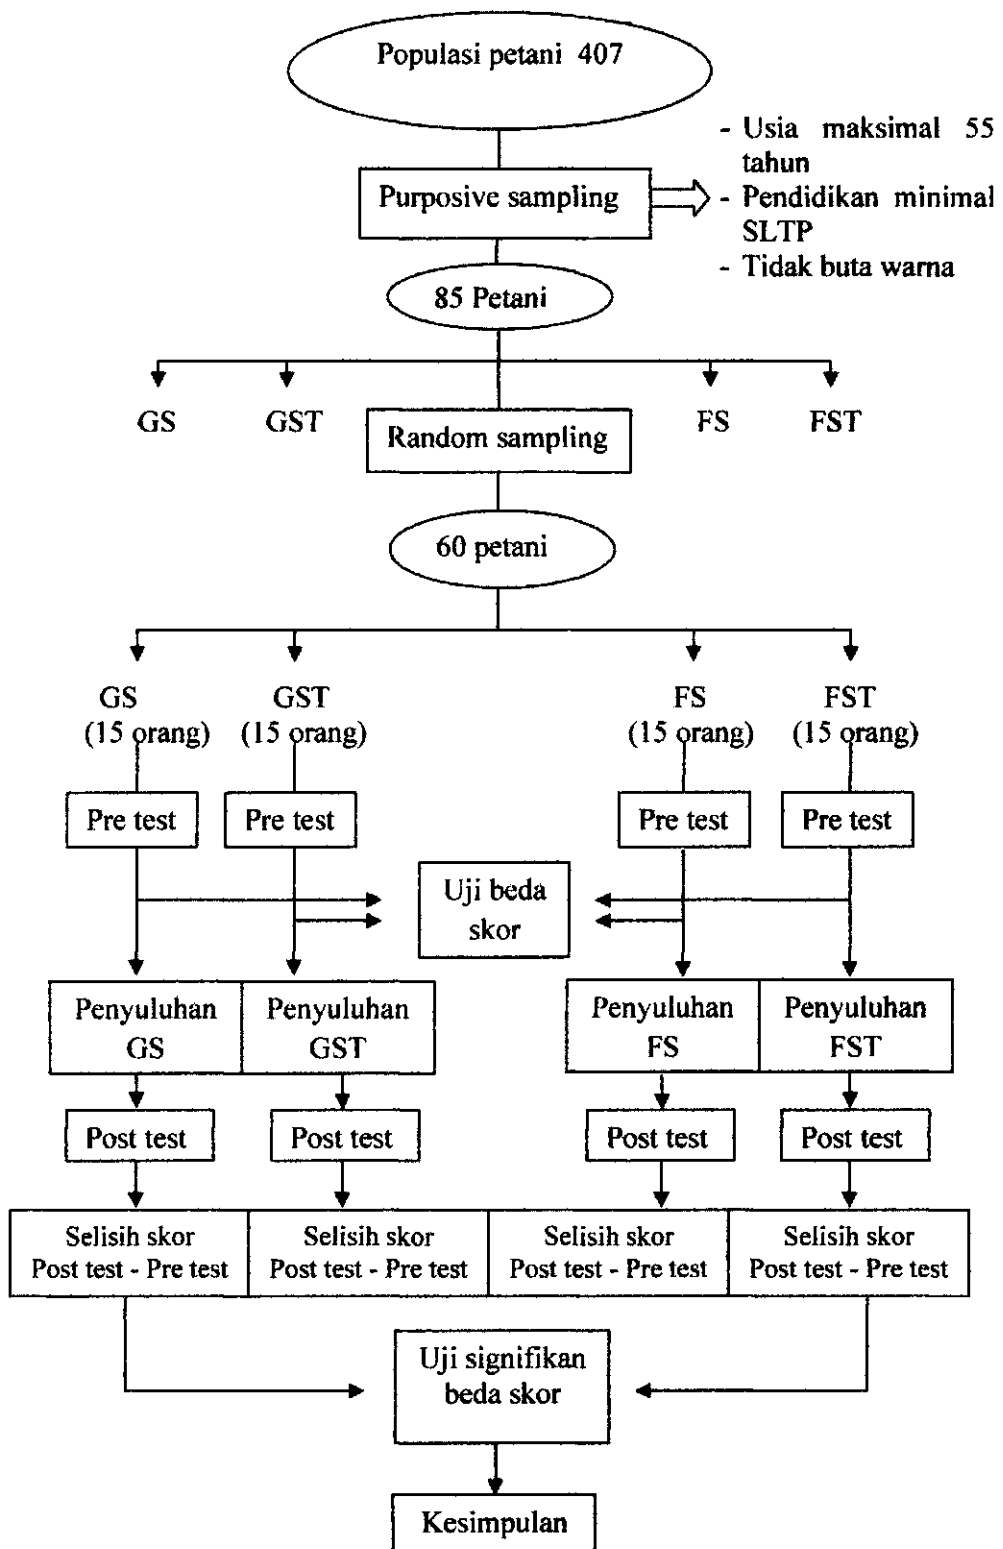 Populasi petani 407
- Usia maksimal 55
tahun
Purposive sampling
- Pendidikan minimal
SLTP
- Tidak buta warna
85 Petani
GS GST FS FST
Random sampling
60 petani
GS GST FS FST
(15 orang) (15 orang) (15 orang) (15 orang)
Pre test Pre test Pre test Pre test
Uji beda
skor
Penyuluhan Penyuluhan Penyuluhan Penyuluhan
GS GST FS FST
Post test Post test Post test Post test
Selisih skor Selisih skor Selisih skor Selisih skor
Post test - Pre test Post test - Pre test Post test - Pre test Post test - Pre test
Uji signifikan
beda skor
Kesimpulan